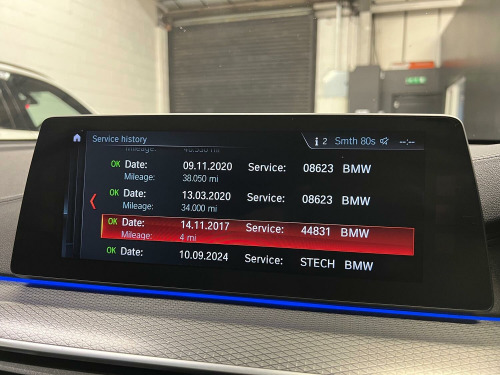 Service history
i 2 Smth 80s --:--
Mileage:
OK Date: 09.11.2020 Service: 08623 BMW
Mileage: 38.050 mi
OK Date: 13.03.2020 Service: 08623 BMW
Mileage: 34.000 mi
OK Date: 14.11.2017 Service: 44831 BMW
Mileage: 4 mi
OK Date: 10.09.2024 Service: STECH BMW